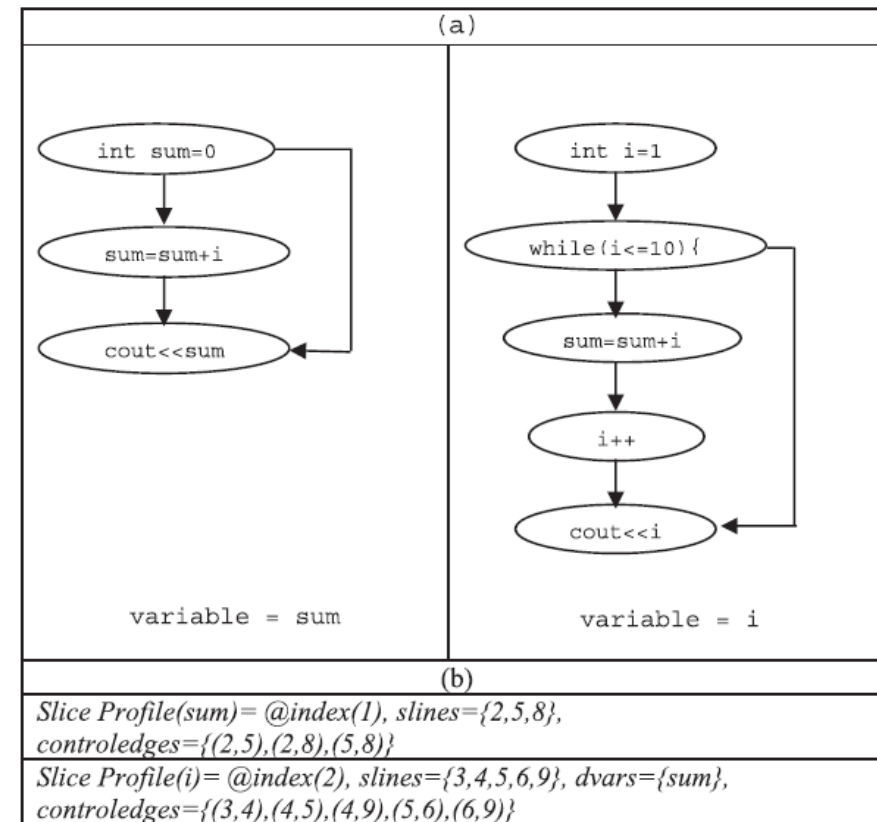 (a)
int sum=0
sum=sum+i
cout<<sum
variable = sum
int i=1
while(i<=10){
sum=sum+i
i++
cout<<i
variable = i
(b)
Slice Profile(sum)= @index(1), slines={2,5,8},
controledges={(2,5),(2,8),(5,8)}
Slice Profile(i)= @index(2), slines={3,4,5,6,9}, dvars={sum},
controledges={(3,4),(4,5),(4,9),(5,6),(6,9)}